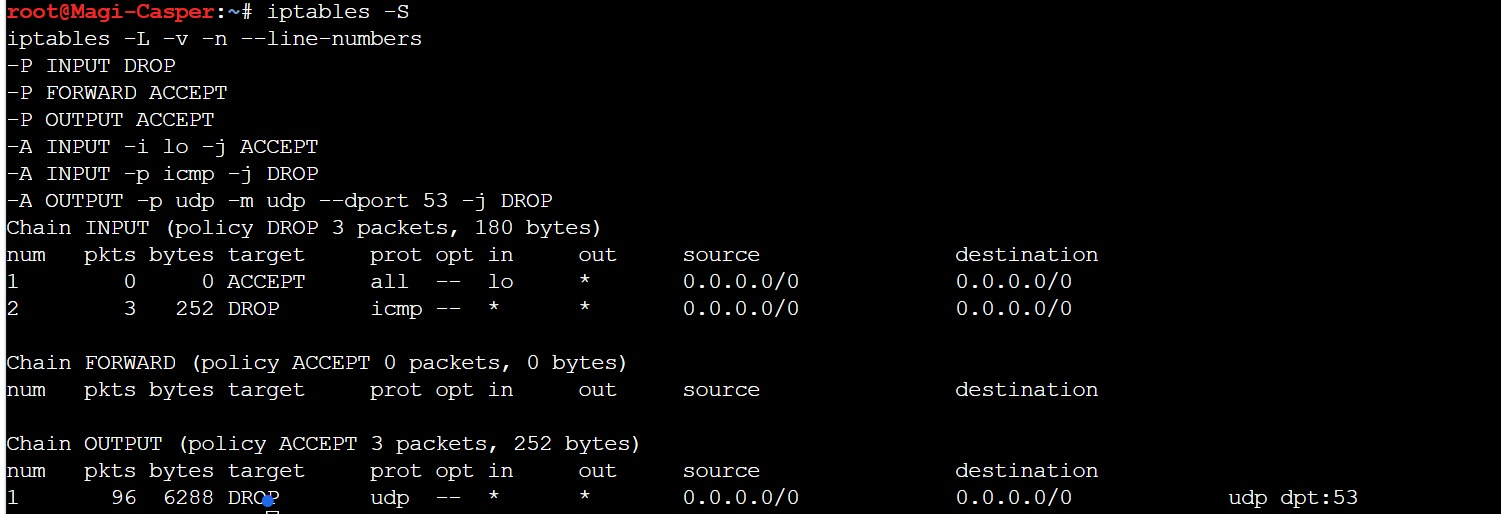 root@Magi-Casper:~# iptables -S
iptables -L -v -n --line-numbers
-P INPUT DROP
-P FORWARD ACCEPT
-P OUTPUT ACCEPT
-A INPUT -i lo -j ACCEPT
-A INPUT -p icmp -j DROP
-A OUTPUT -p udp -m udp --dport 53 -j DROP
Chain INPUT (policy DROP 3 packets, 180 bytes)
num   pkts bytes target     prot opt in     out     source               destination
1        0     0 ACCEPT     all  --  lo     *       0.0.0.0/0            0.0.0.0/0
2        3   252 DROP       icmp --  *      *       0.0.0.0/0            0.0.0.0/0

Chain FORWARD (policy ACCEPT 0 packets, 0 bytes)
num   pkts bytes target     prot opt in     out     source               destination

Chain OUTPUT (policy ACCEPT 3 packets, 252 bytes)
num   pkts bytes target     prot opt in     out     source               destination
1       96  6288 DROP       udp  --  *      *       0.0.0.0/0            0.0.0.0/0            udp dpt:53